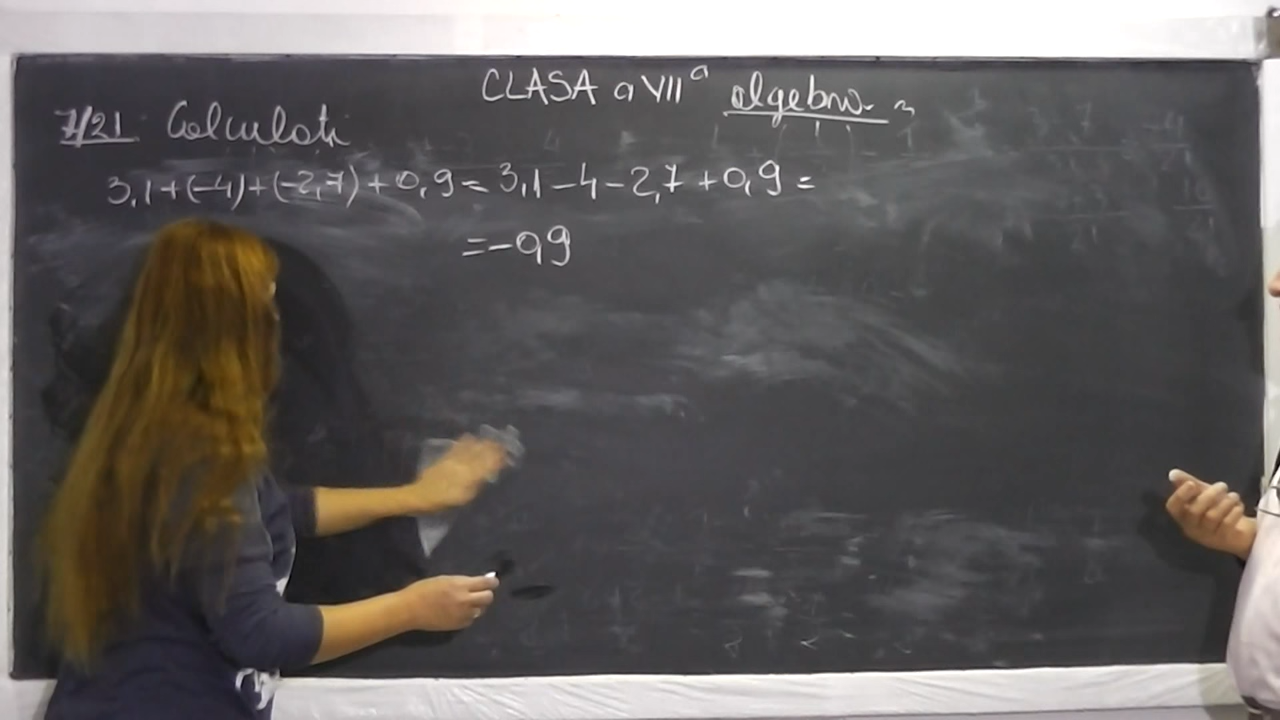 CLASA a VII a algebra
7/21 Calculati
3,1+(-4)+(-2,7)+0,9=3,1-4-2,7+0,9=
=-0,9